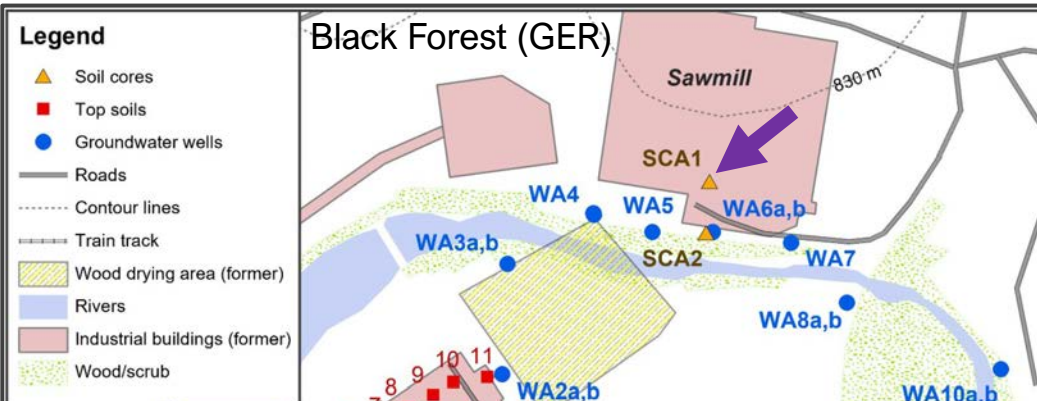 Legend
Soil cores
Top soils
Groundwater wells
Roads
Contour lines
Train track
Wood drying area (former)
Rivers
Industrial buildings (former)
Wood/scrub
Black Forest (GER)
Sawmill
830 m
SCA1
WA4
WA5
WA6a,b
WA3a,b
SCA2
WA7
WA8a,b
11
10
9
8
WA2a,b
WA10a,b